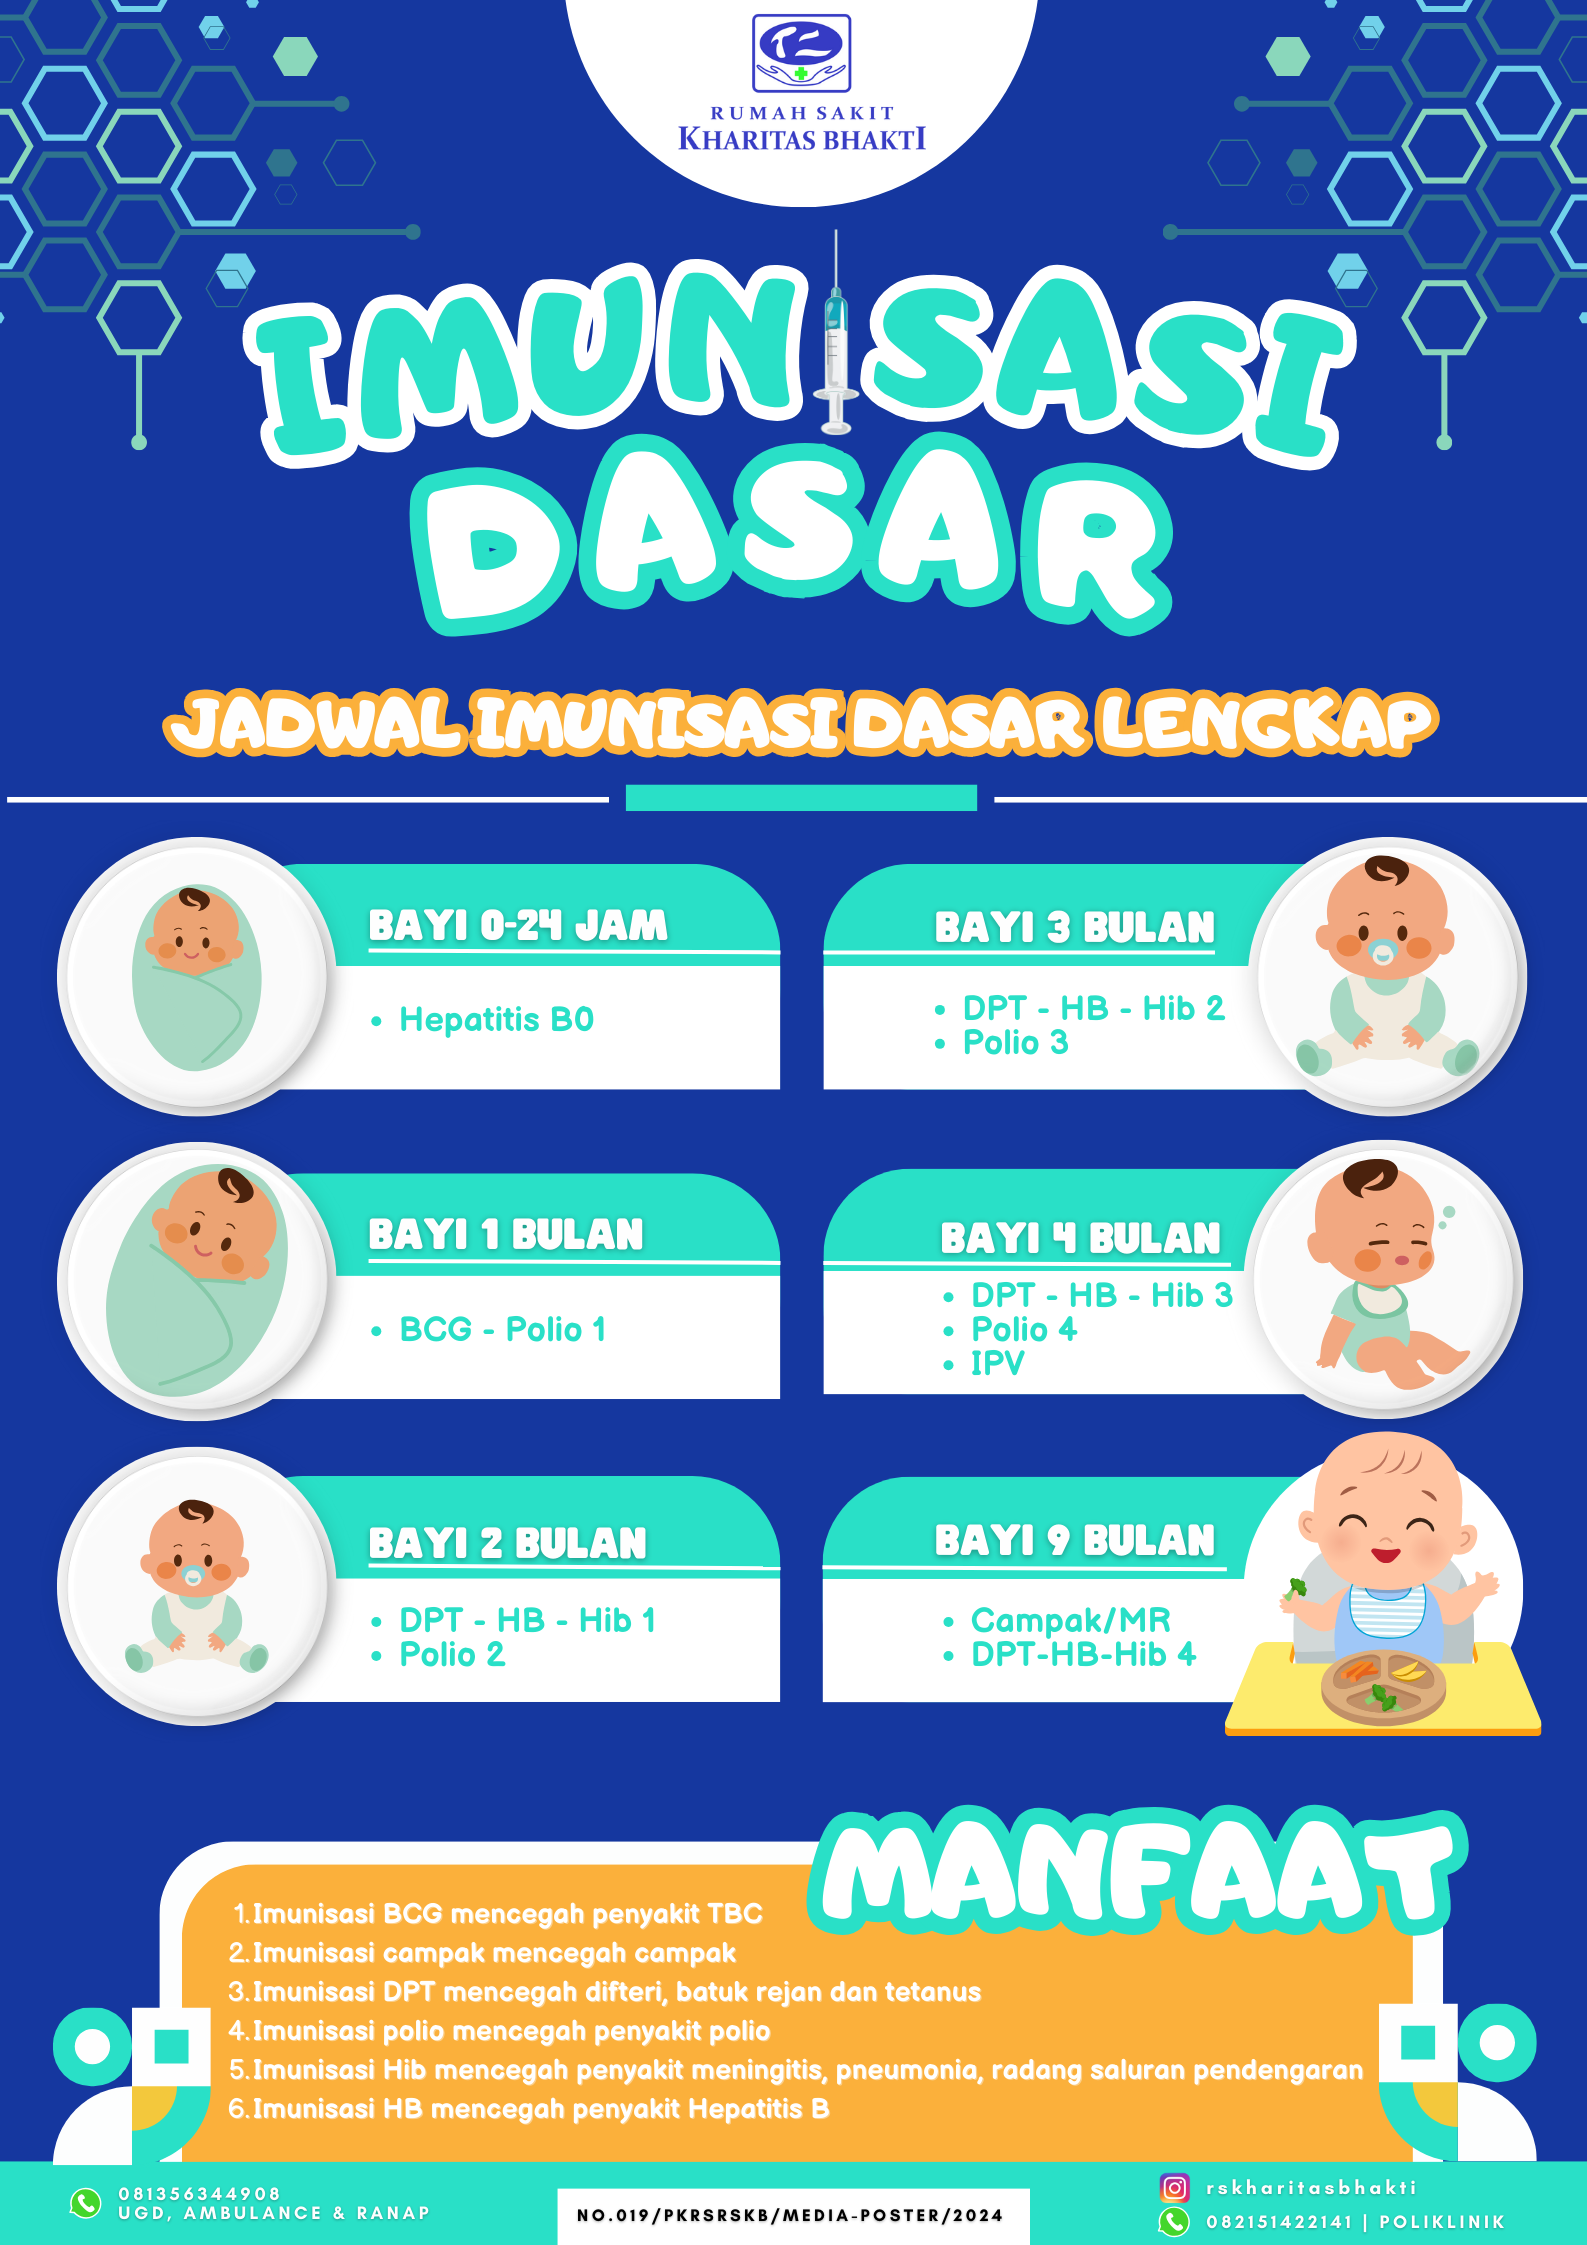 RUMAH SAKIT
KHARITAS BHAKTI
IMUNISASI
DASAR
JADWAL IMUNISASI DASAR LENGKAP
BAYI 0-24 JAM
• Hepatitis B0
BAYI 1 BULAN
• BCG - Polio 1
BAYI 2 BULAN
• DPT - HB - Hib 1
• Polio 2
BAYI 3 BULAN
• DPT - HB - Hib 2
• Polio 3
BAYI 4 BULAN
• DPT - HB - Hib 3
• Polio 4
• IPV
BAYI 9 BULAN
• Campak/MR
• DPT-HB-Hib 4
MANFAAT
1. Imunisasi BCG mencegah penyakit TBC
2. Imunisasi campak mencegah campak
3. Imunisasi DPT mencegah difteri, batuk rejan dan tetanus
4. Imunisasi polio mencegah penyakit polio
5. Imunisasi Hib mencegah penyakit meningitis, pneumonia, radang saluran pendengaran
6. Imunisasi HB mencegah penyakit Hepatitis B
081356344908
UGD, AMBULANCE & RANAP
NO.019/PKRSRSKB/MEDIA-POSTER/2024
rskharitasbhakti
082151422141 | POLIKLINIK